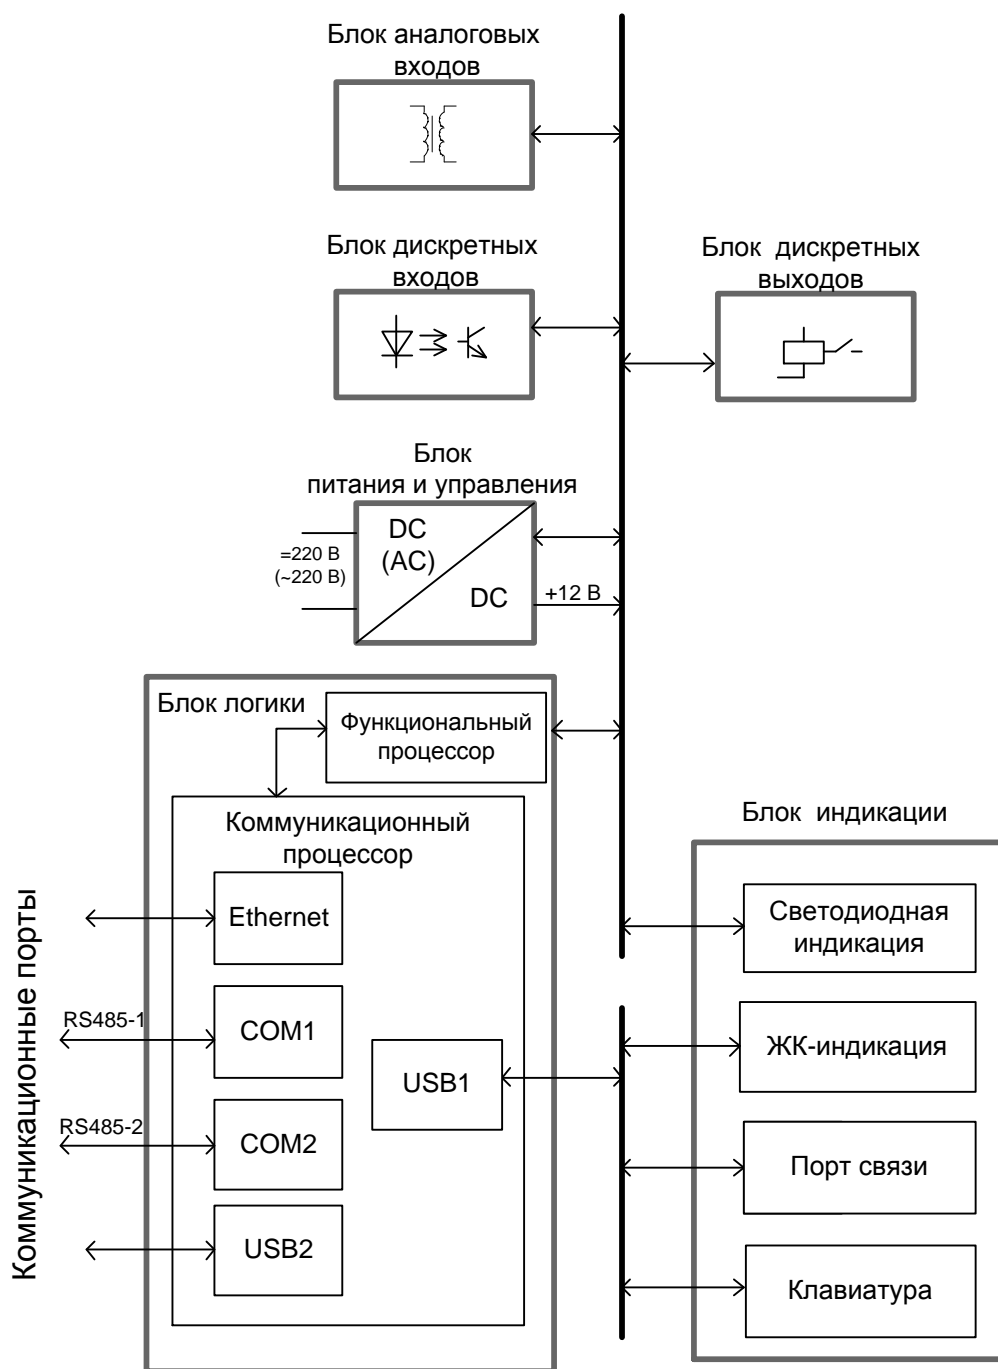 Блок аналоговых
входов
Блок дискретных
входов
Блок дискретных
выходов
Блок
питания и управления
=220 В
(~220 В)
DC
(AC)
DC
+12 В
Блок логики
Функциональный
процессор
Коммуникационный
процессор
Коммуникационные порты
Ethernet
RS485-1
COM1
USB1
RS485-2
COM2
USB2
Блок индикации
Светодиодная
индикация
ЖК-индикация
Порт связи
Клавиатура